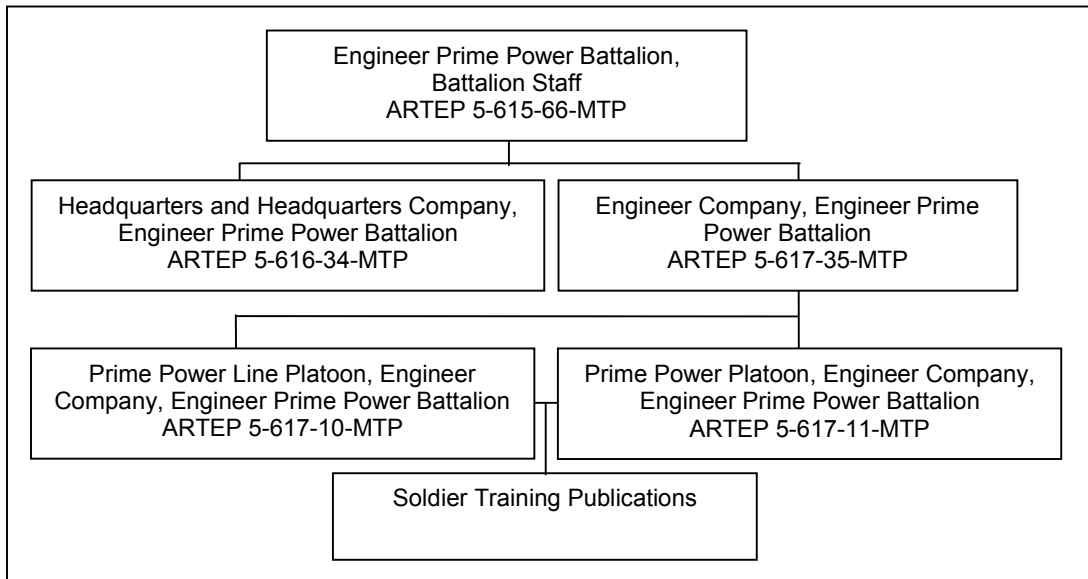 Engineer Prime Power Battalion,
Battalion Staff
ARTEP 5-615-66-MTP
Headquarters and Headquarters Company,
Engineer Prime Power Battalion
ARTEP 5-616-34-MTP
Engineer Company, Engineer Prime
Power Battalion
ARTEP 5-617-35-MTP
Prime Power Line Platoon, Engineer
Company, Engineer Prime Power Battalion
ARTEP 5-617-10-MTP
Prime Power Platoon, Engineer Company,
Engineer Prime Power Battalion
ARTEP 5-617-11-MTP
Soldier Training Publications